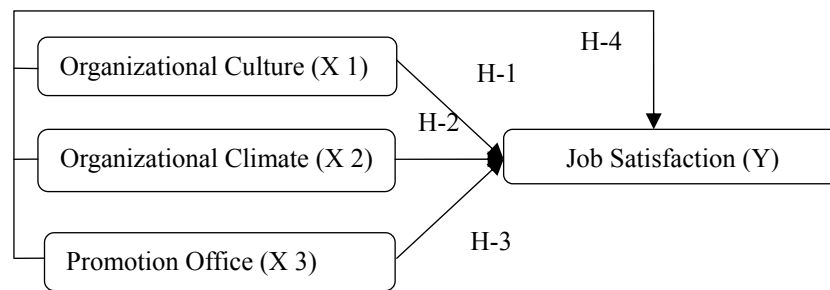 H-4
Organizational Culture (X 1)
H-1
H-2
Organizational Climate (X 2)
Job Satisfaction (Y)
H-3
Promotion Office (X 3)